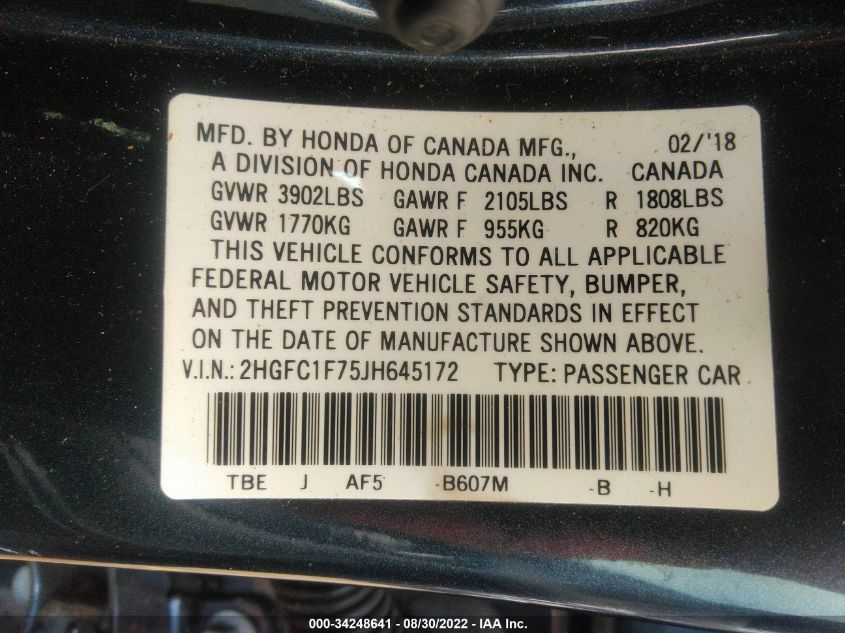 MFD. BY HONDA OF CANADA MFG., 02/'18
A DIVISION OF HONDA CANADA INC. CANADA
GVWR 3902LBS GAWR F 2105LBS R 1808LBS
GVWR 1770KG GAWR F 955KG R 820KG
THIS VEHICLE CONFORMS TO ALL APPLICABLE
FEDERAL MOTOR VEHICLE SAFETY, BUMPER,
AND THEFT PREVENTION STANDARDS IN EFFECT
ON THE DATE OF MANUFACTURE SHOWN ABOVE.
V.I.N.: 2HGFC1F75JH645172 TYPE: PASSENGER CAR
TBE J AF5 -B607M -B -H
000-34248641 - 08/30/2022 - IAA Inc.